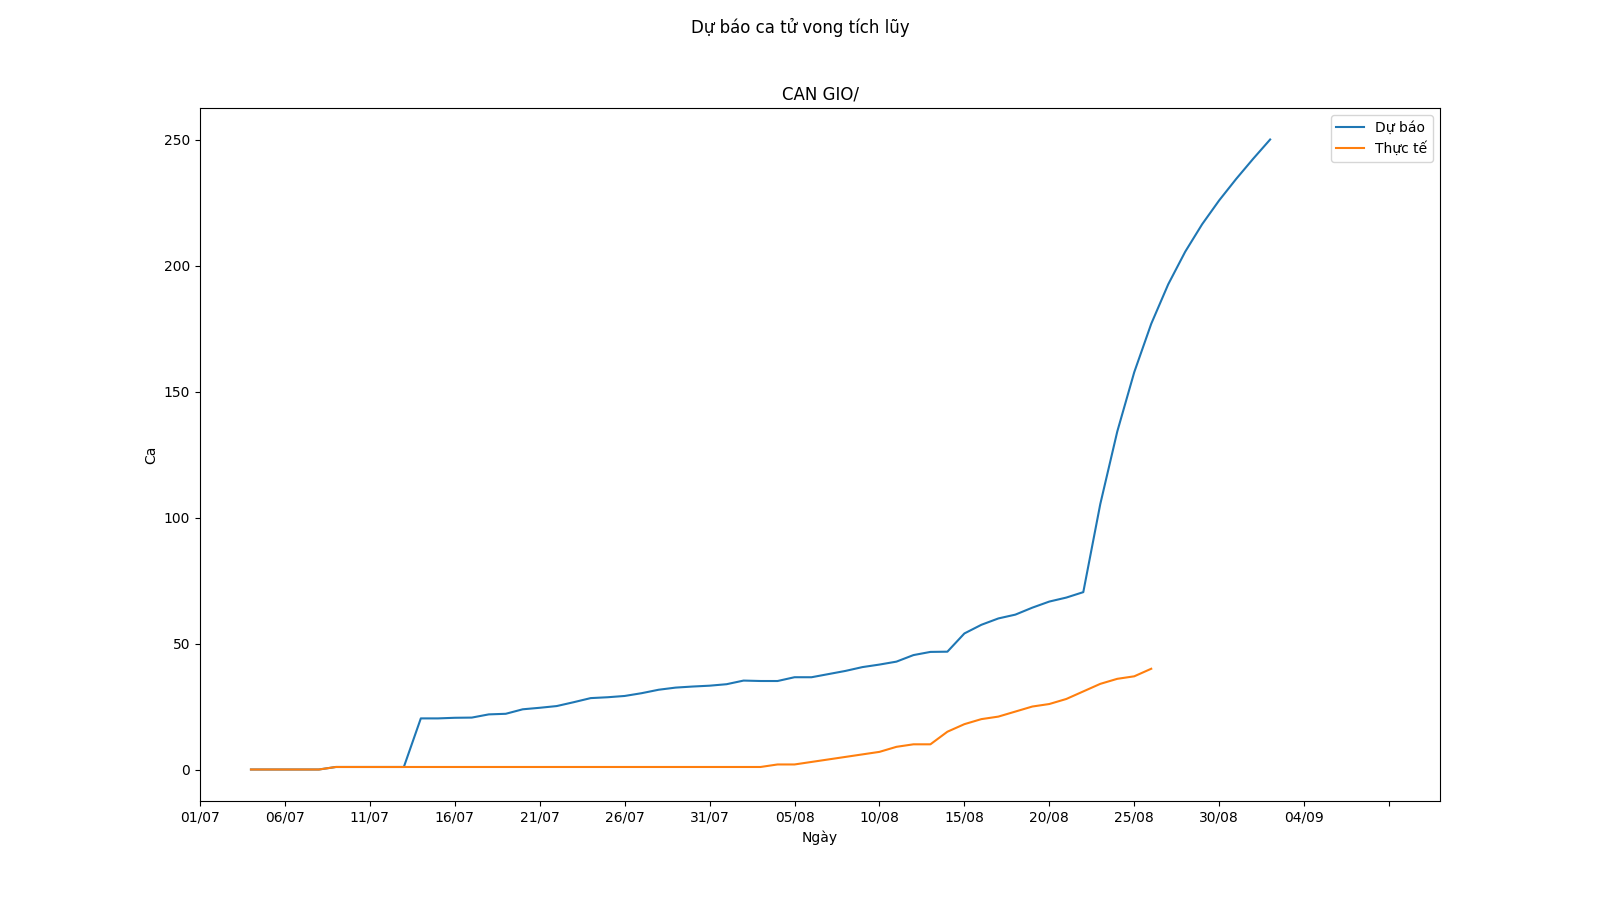 Dự báo ca tử vong tích lũy
CAN GIO/
Dự báo
Thực tế
250
200
150
100
50
0
Ca
01/07 06/07 11/07 16/07 21/07 26/07 31/07 05/08 10/08 15/08 20/08 25/08 30/08 04/09
Ngày